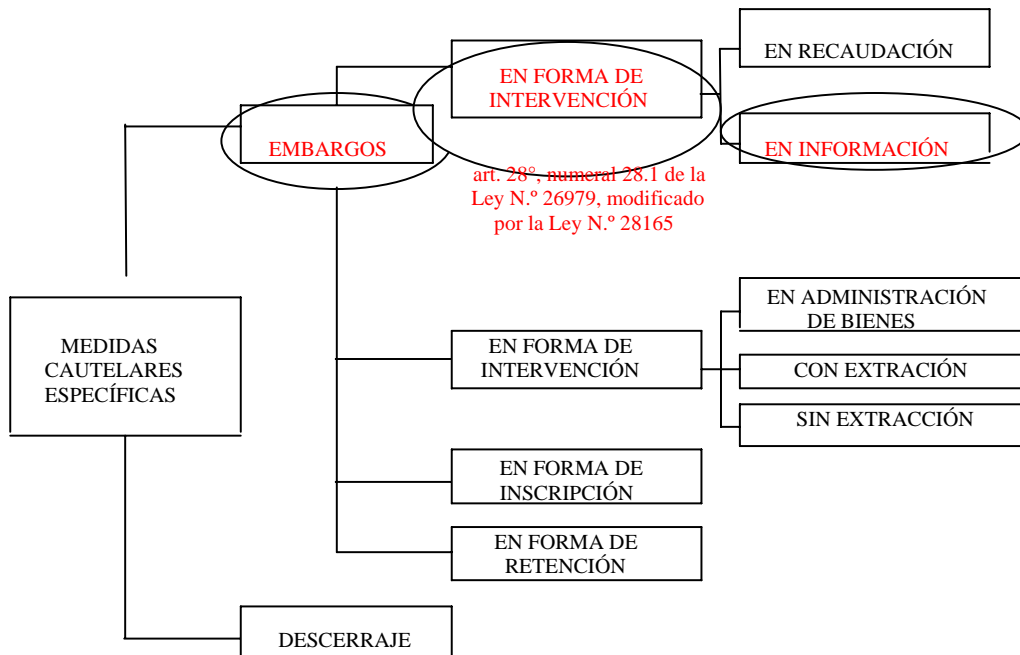 EN RECAUDACIÓN
EN FORMA DE
INTERVENCIÓN
EMBARGOS
EN INFORMACIÓN
art. 28°, numeral 28.1 de la
Ley N.º 26979, modificado
por la Ley N.º 28165
EN ADMINISTRACIÓN
DE BIENES
MEDIDAS
CAUTELARES
ESPECÍFICAS
EN FORMA DE
INTERVENCIÓN
CON EXTRACIÓN
SIN EXTRACCIÓN
EN FORMA DE
INSCRIPCIÓN
EN FORMA DE
RETENCIÓN
DESCERRAJE